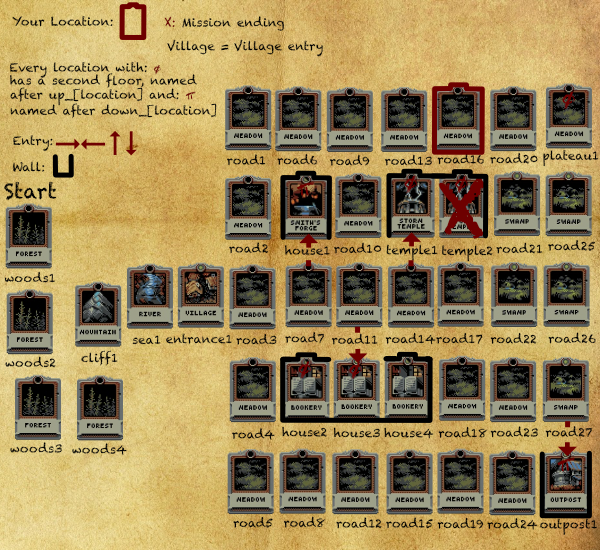 Your Location:
X: Mission ending
Village = Village entry
Every location with: ø
has a second floor, named
after up_[location] and: π
named after down_[location]
Entry:
Wall:
Start
MEADOW MEADOW MEADOW MEADOW MEADOW MEADOW MEADOW
road1 road6 road9 road13 road16 road20 plateau1
MEADOW SMITH'S FORGE MEADOW STORM TEMPLE SWAMP SWAMP
road2 house1 road10 temple1 temple2 road21 road25
FOREST
woods1
MOUNTAIN RIVER VILLAGE MEADOW MEADOW MEADOW MEADOW MEADOW SWAMP SWAMP
cliff1 sea1 entrance1 road3 road7 road11 road14 road17 road22 road26
FOREST
woods2
MEADOW BOOKERY BOOKERY BOOKERY MEADOW MEADOW SWAMP
road4 house2 house3 house4 road18 road23 road27
FOREST FOREST
woods3 woods4
MEADOW MEADOW MEADOW MEADOW MEADOW MEADOW OUTPOST
road5 road8 road12 road15 road19 road24 outpost1